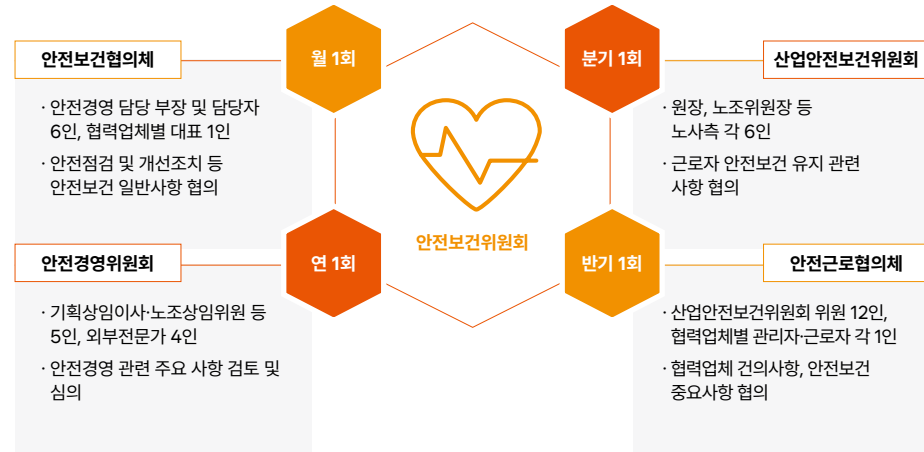 안전보건협의체
월 1회
· 안전경영 담당 부장 및 담당자
6인, 협력업체별 대표 1인
· 안전점검 및 개선조치 등
안전보건 일반사항 협의
분기 1회
산업안전보건위원회
· 원장, 노조위원장 등
노사측 각 6인
· 근로자 안전보건 유지 관련
사항 협의
안전보건위원회
안전경영위원회
연 1회
· 기획상임이사·노조상임위원 등
5인, 외부전문가 4인
· 안전경영 관련 주요 사항 검토 및
심의
반기 1회
안전근로협의체
· 산업안전보건위원회 위원 12인,
협력업체별 관리자·근로자 각 1인
· 협력업체 건의사항, 안전보건
중요사항 협의